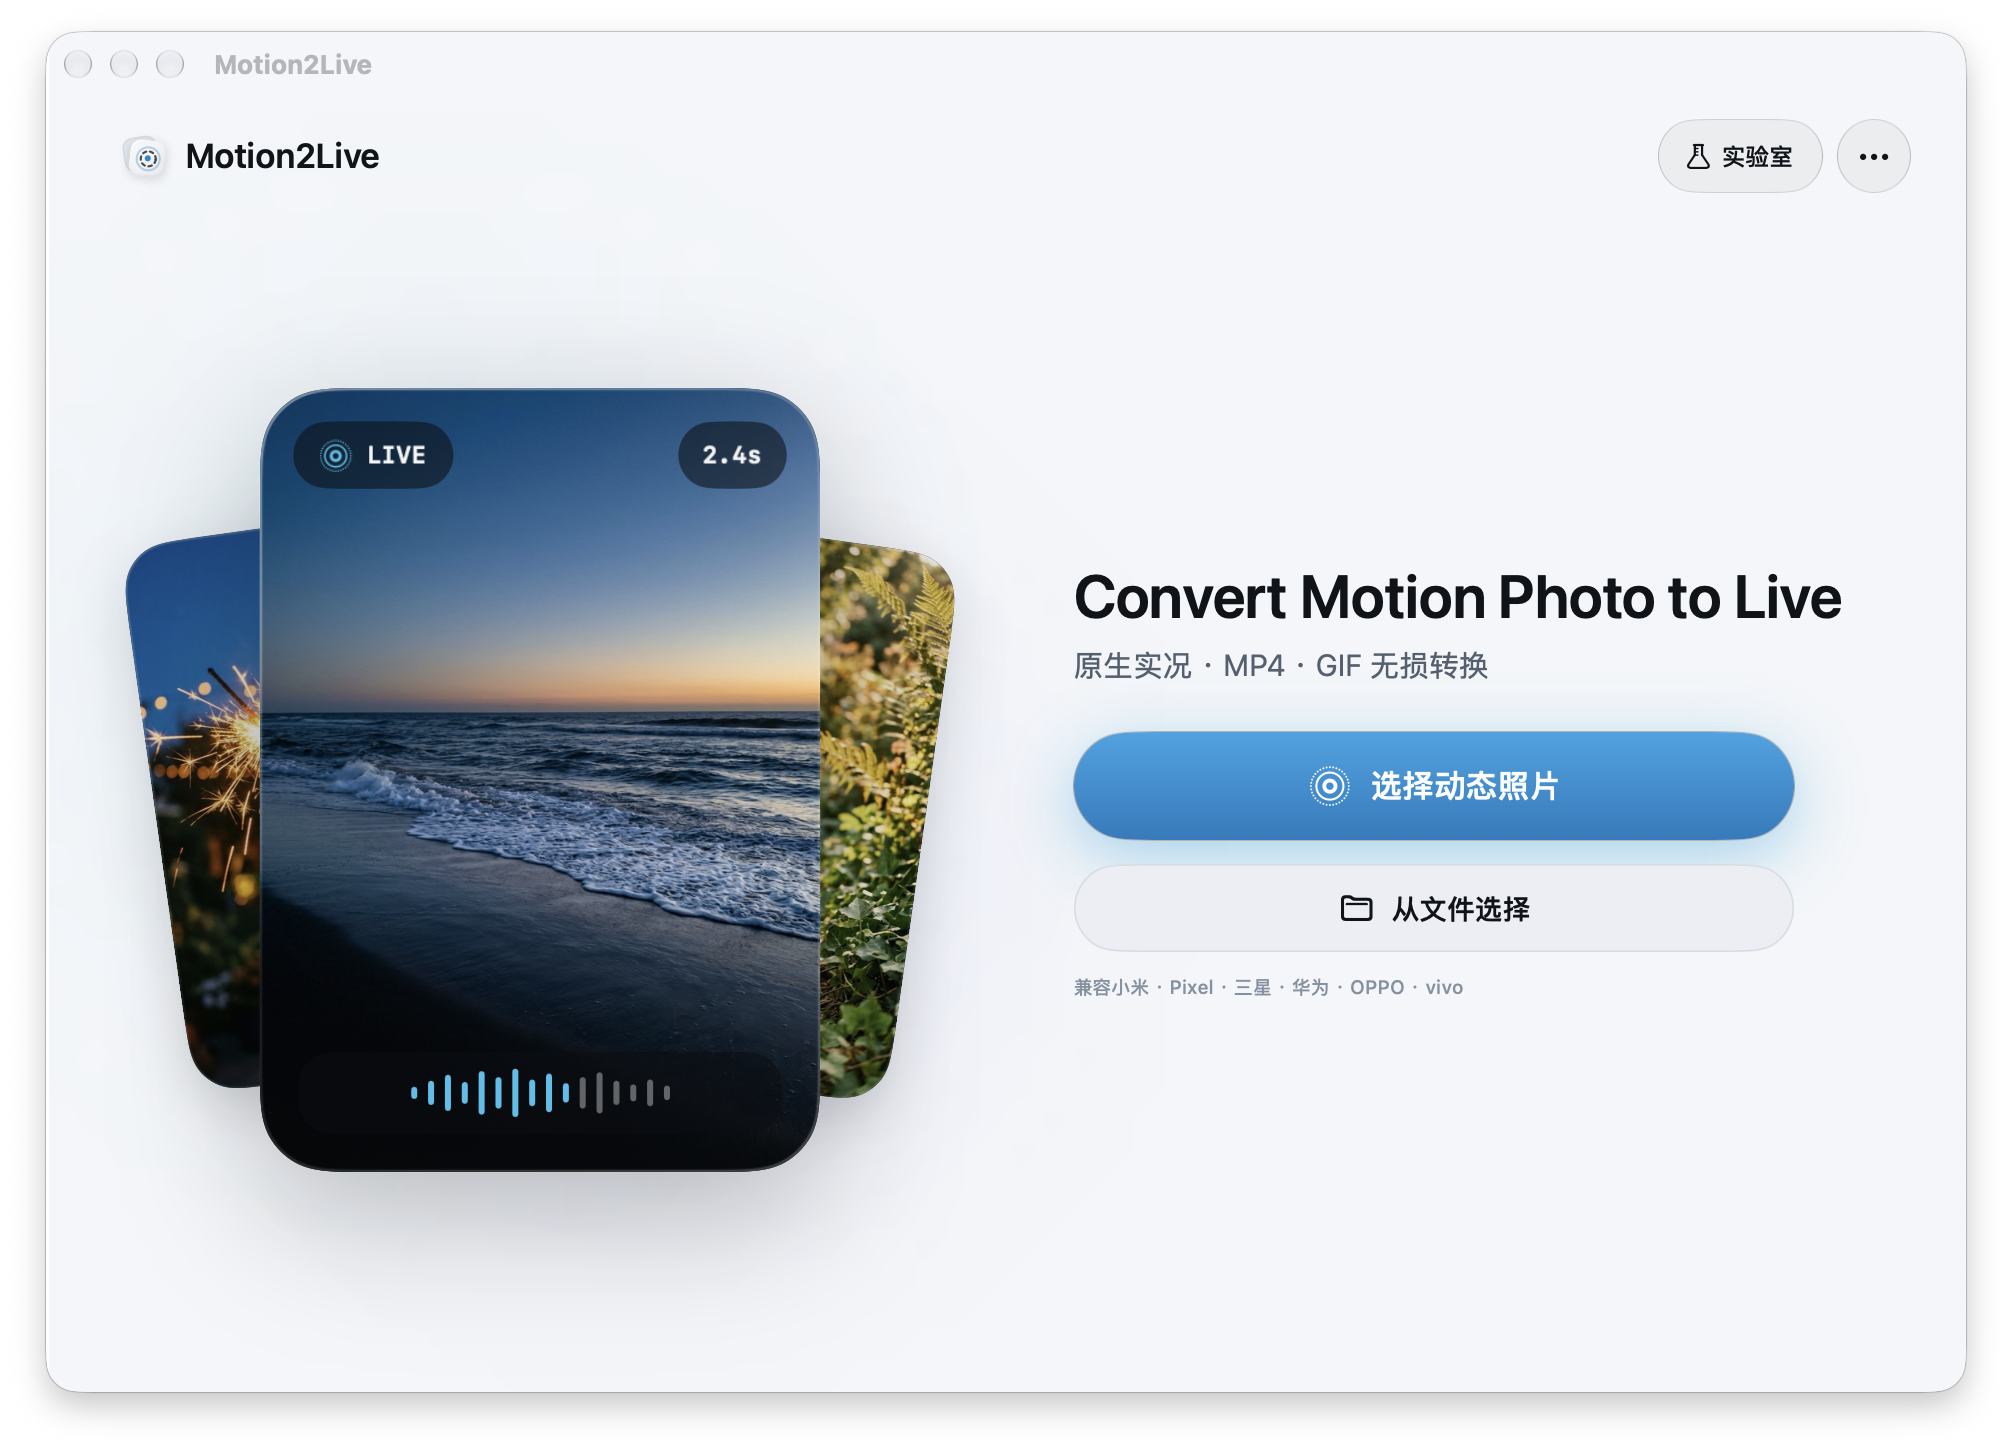 Motion2Live
Motion2Live
实验室
LIVE
2.4s
Convert Motion Photo to Live
原生实况 · MP4 · GIF 无损转换
选择动态照片
从文件选择
兼容小米 · Pixel · 三星 · 华为 · OPPO · vivo